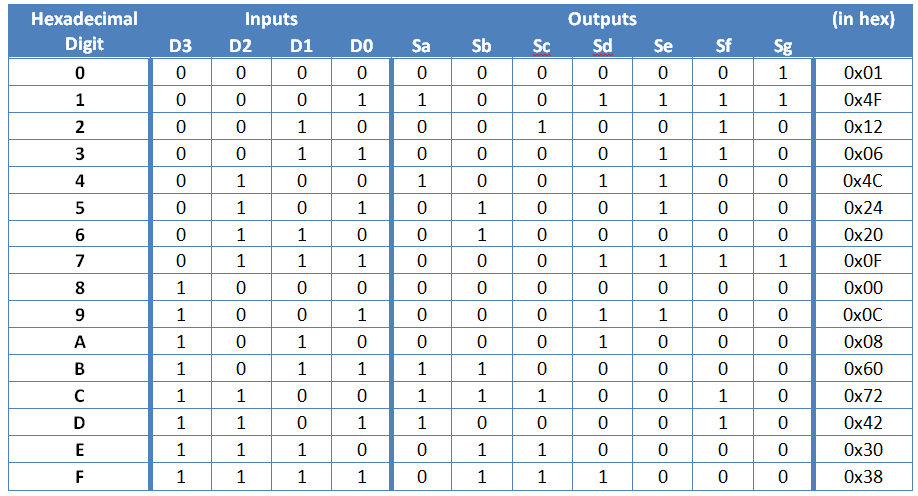 Hexadecimal Inputs Outputs (in hex)
Digit D3 D2 D1 D0 Sa Sb Sc Sd Se Sf Sg
0 0 0 0 0 0 0 0 0 0 0 1 0x01
1 0 0 0 1 1 0 0 1 1 1 1 0x4F
2 0 0 1 0 0 0 1 0 0 1 0 0x12
3 0 0 1 1 0 0 0 0 1 1 0 0x06
4 0 1 0 0 1 0 0 1 1 0 0 0x4C
5 0 1 0 1 0 1 0 0 1 0 0 0x24
6 0 1 1 0 0 1 0 0 0 0 0 0x20
7 0 1 1 1 0 0 0 1 1 1 1 0x0F
8 1 0 0 0 0 0 0 0 0 0 0 0x00
9 1 0 0 1 0 0 0 1 1 0 0 0x0C
A 1 0 1 0 0 0 0 1 0 0 0 0x08
B 1 0 1 1 1 1 0 0 0 0 0 0x60
C 1 1 0 0 1 1 1 0 0 1 0 0x72
D 1 1 0 1 1 0 0 0 0 1 0 0x42
E 1 1 1 0 0 1 1 0 0 0 0 0x30
F 1 1 1 1 0 1 1 1 0 0 0 0x38